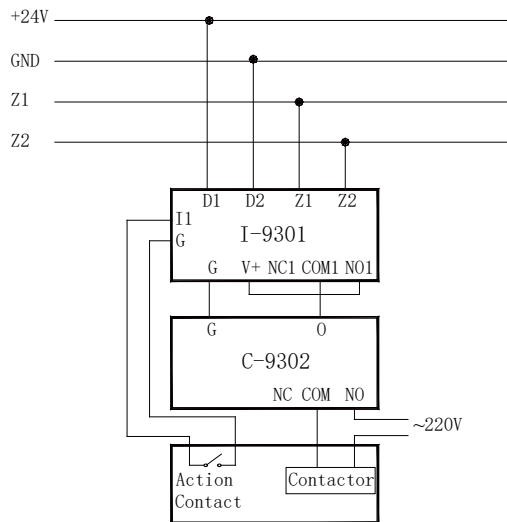 +24V
GND
Z1
Z2
D1 D2 Z1 Z2
I1
G
I-9301
G V+ NC1 COM1 NO1
G O
C-9302
NC COM NO
~220V
Action
Contact
Contactor